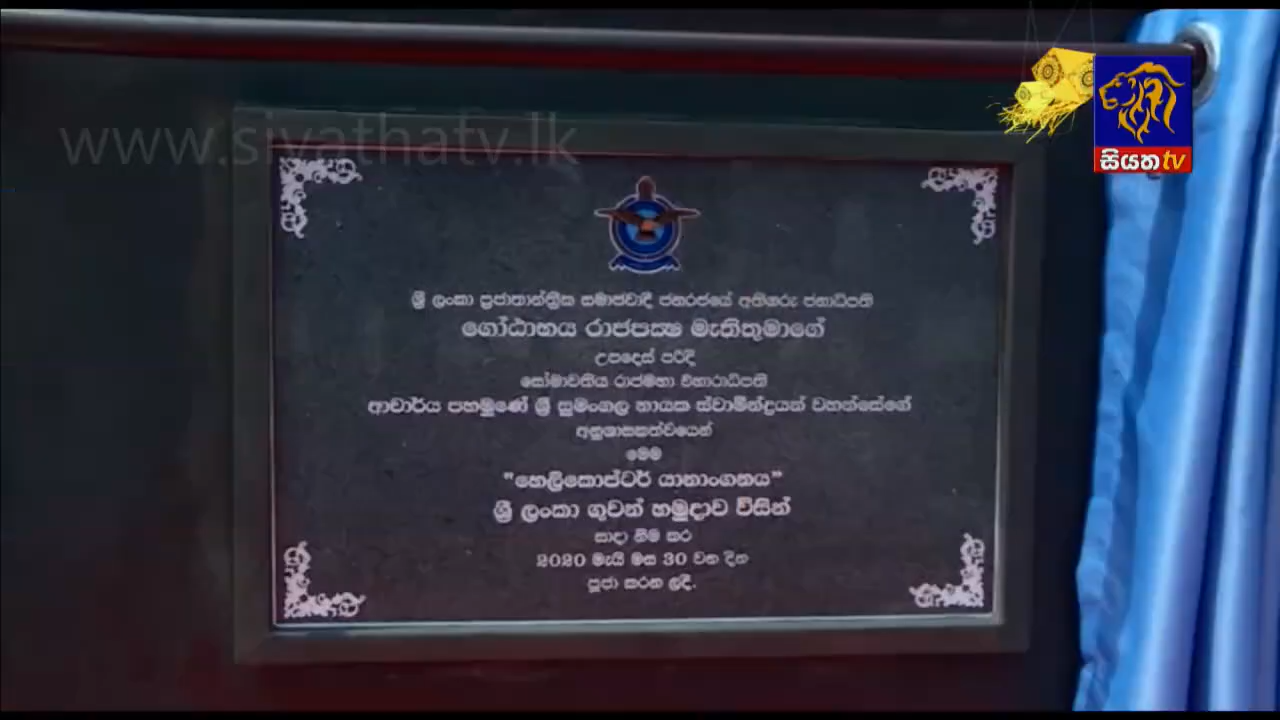 www.siyathatv.lk
සියත tv
ශ්‍රී ලංකා ප්‍රජාතාන්ත්‍රික සමාජවාදී ජනරජයේ අතිගරු ජනාධිපති
ගෝඨාභය රාජපක්ෂ මැතිතුමාගේ
උපදෙස් පරිදි
සෝමාවතිය රාජමහා විහාරාධිපති
ආචාර්ය පහමුණේ ශ්‍රී සුමංගල නායක ස්වාමීන්ද්‍රයන් වහන්සේගේ
අනුශාසකත්වයෙන්
මෙම
"හෙලිකොප්ටර් යානාංගනය"
ශ්‍රී ලංකා ගුවන් හමුදාව විසින්
සාදා නිම කර
2020 මැයි මස 30 වන දින
පූජා කරන ලදී.